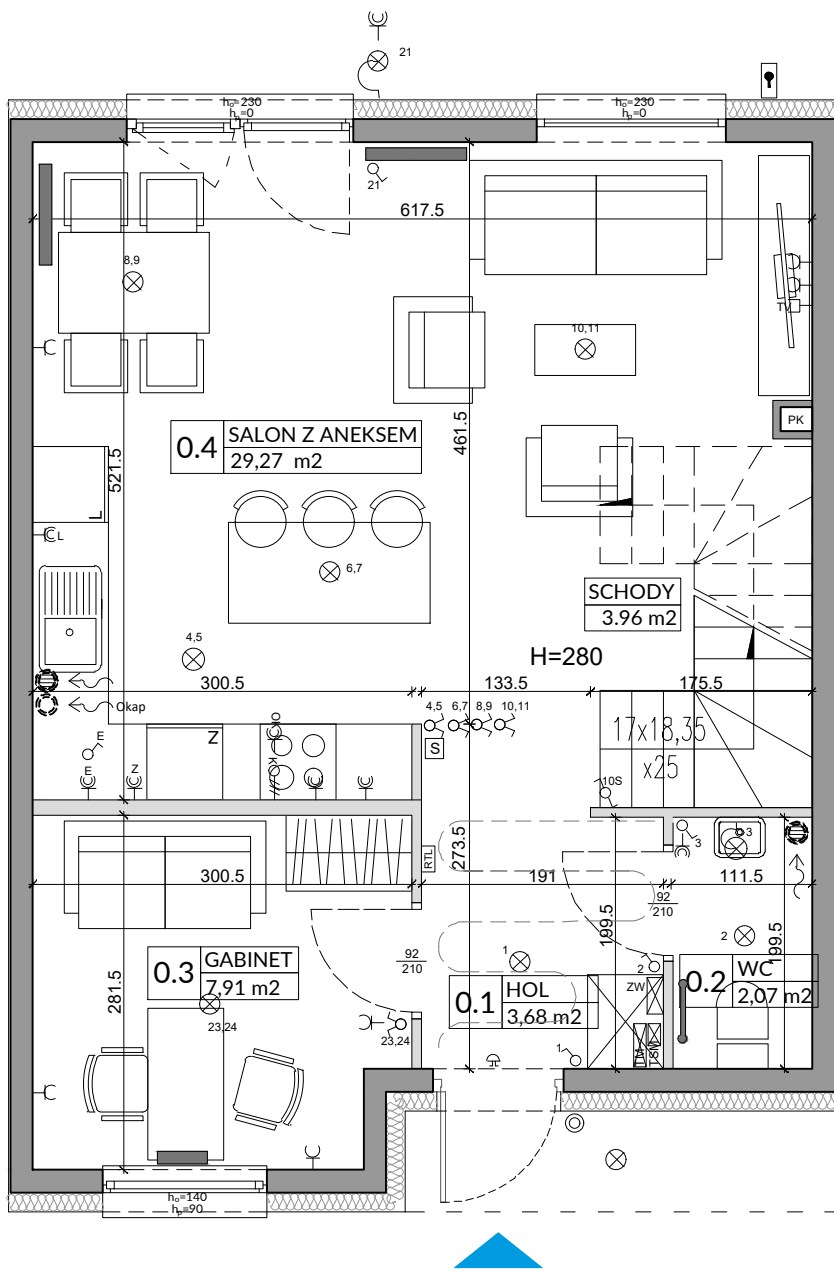 21
hₒ=230
hₚ=0
hₒ=230
hₚ=0
21
617.5
8,9
TV
10,11
PK
0.4 SALON Z ANEKSEM
29,27 m2
521.5
461.5
L
L
6,7
SCHODY
3.96 m2
4,5
H=280
300.5
133.5
175.5
Okap
4,5
6,7
8,9
10,11
S
E
OK
Z
17x18,35
x25
E
Z
K
10S
3
3
RTL
273.5
300.5
191
111.5
92
210
199.5
199.5
92
210
1
2
2
0.3 GABINET
7,91 m2
281.5
0.1 HOL
3,68 m2
ZW
0.2 WC
2,07 m2
23,24
23,24
TM
TSM
1
hₒ=140
hₚ=90